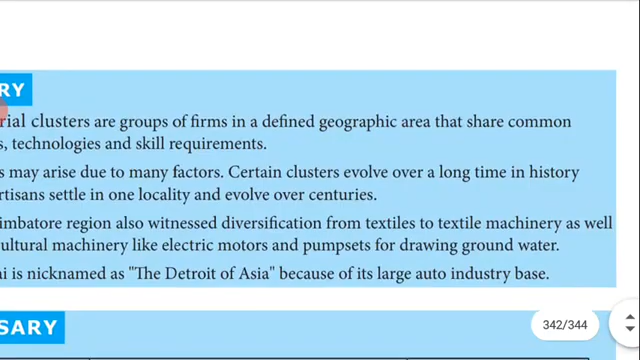 RY
rial clusters are groups of firms in a defined geographic area that share common
s, technologies and skill requirements.
s may arise due to many factors. Certain clusters evolve over a long time in history
rtisans settle in one locality and evolve over centuries.
imbatore region also witnessed diversification from textiles to textile machinery as well
cultural machinery like electric motors and pumpsets for drawing ground water.
ai is nicknamed as "The Detroit of Asia" because of its large auto industry base.
SARY
342/344